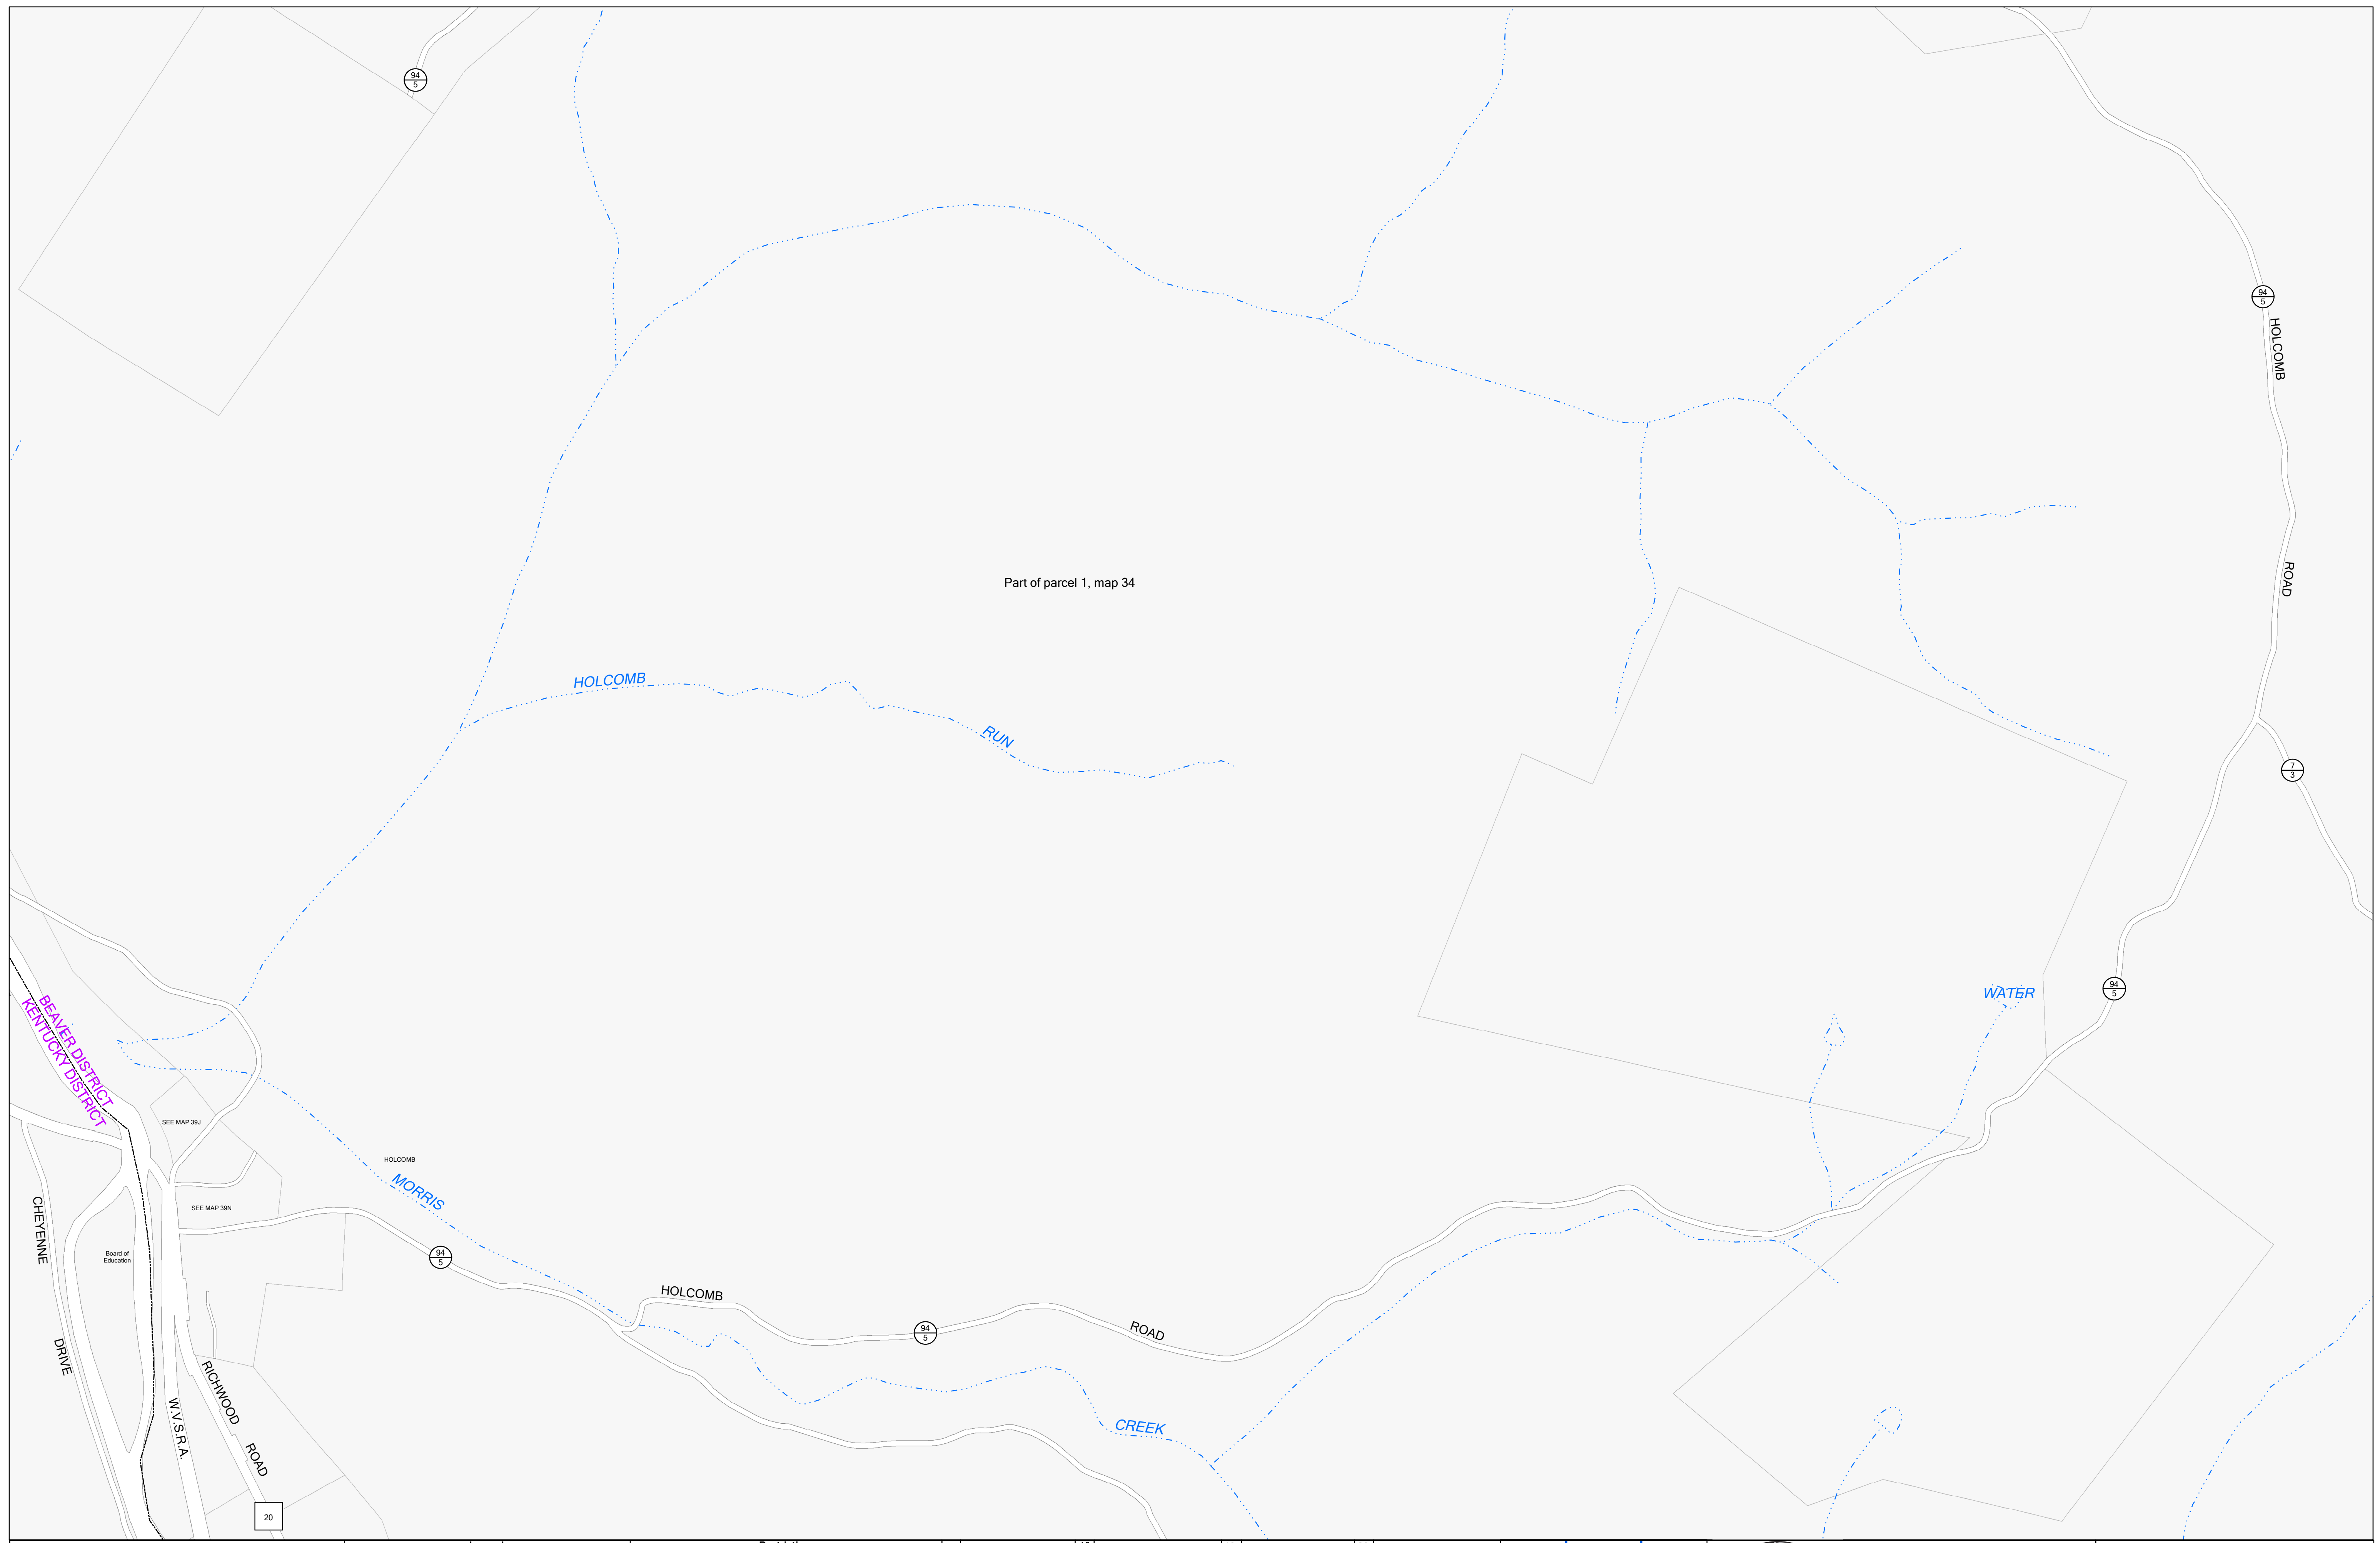 94
5
94
5
HOLCOMB
Part of parcel 1, map 34
ROAD
HOLCOMB
RUN
7
3
WATER
94
5
BEAVER DISTRICT
KENTUCKY DISTRICT
SEE MAP 39J
HOLCOMB
MORRIS
SEE MAP 39N
CHEYENNE
Board of
Education
94
5
HOLCOMB
94
5
ROAD
DRIVE
RICHWOOD
W.V.S.R.A.
CREEK
ROAD
20